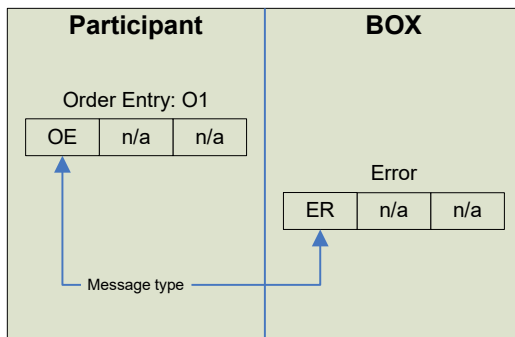 Participant
BOX
Order Entry: O1
OE n/a n/a
Error
ER n/a n/a
Message type